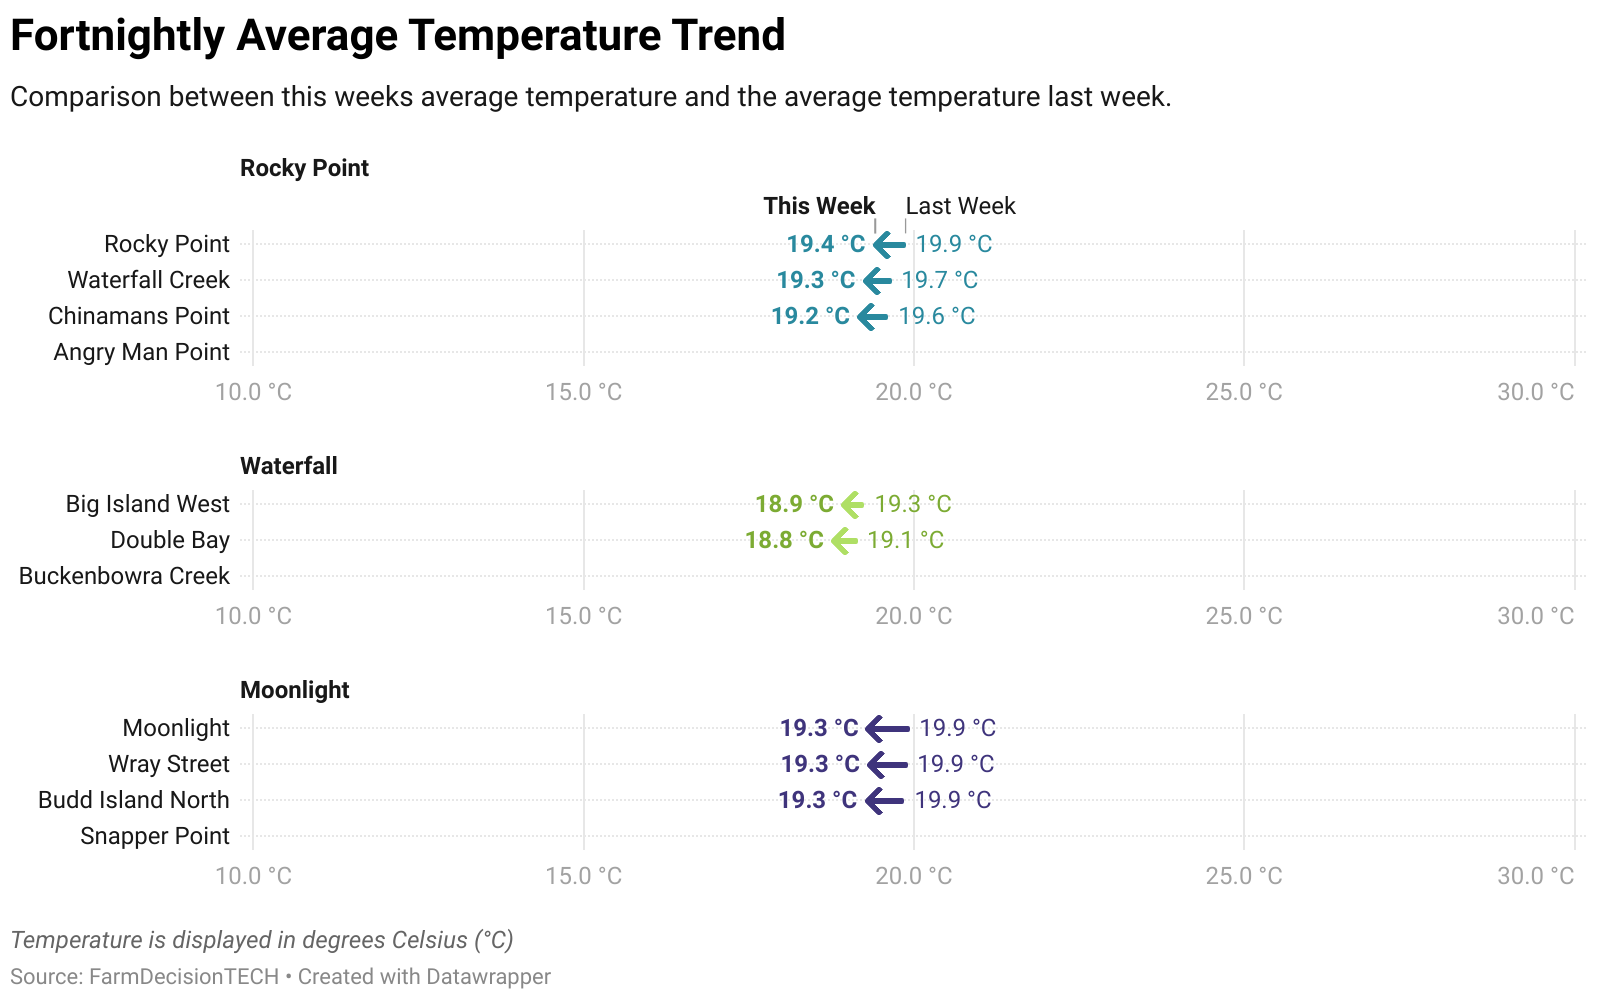 Fortnightly Average Temperature Trend
Comparison between this weeks average temperature and the average temperature last week.
Rocky Point
This Week Last Week
Rocky Point 19.4 °C 19.9 °C
Waterfall Creek 19.3 °C 19.7 °C
Chinamans Point 19.2 °C 19.6 °C
Angry Man Point
10.0 °C 15.0 °C 20.0 °C 25.0 °C 30.0 °C
Waterfall
Big Island West 18.9 °C 19.3 °C
Double Bay 18.8 °C 19.1 °C
Buckenbowra Creek
10.0 °C 15.0 °C 20.0 °C 25.0 °C 30.0 °C
Moonlight
Moonlight 19.3 °C 19.9 °C
Wray Street 19.3 °C 19.9 °C
Budd Island North 19.3 °C 19.9 °C
Snapper Point
10.0 °C 15.0 °C 20.0 °C 25.0 °C 30.0 °C
Temperature is displayed in degrees Celsius (°C)
Source: FarmDecisionTECH • Created with Datawrapper